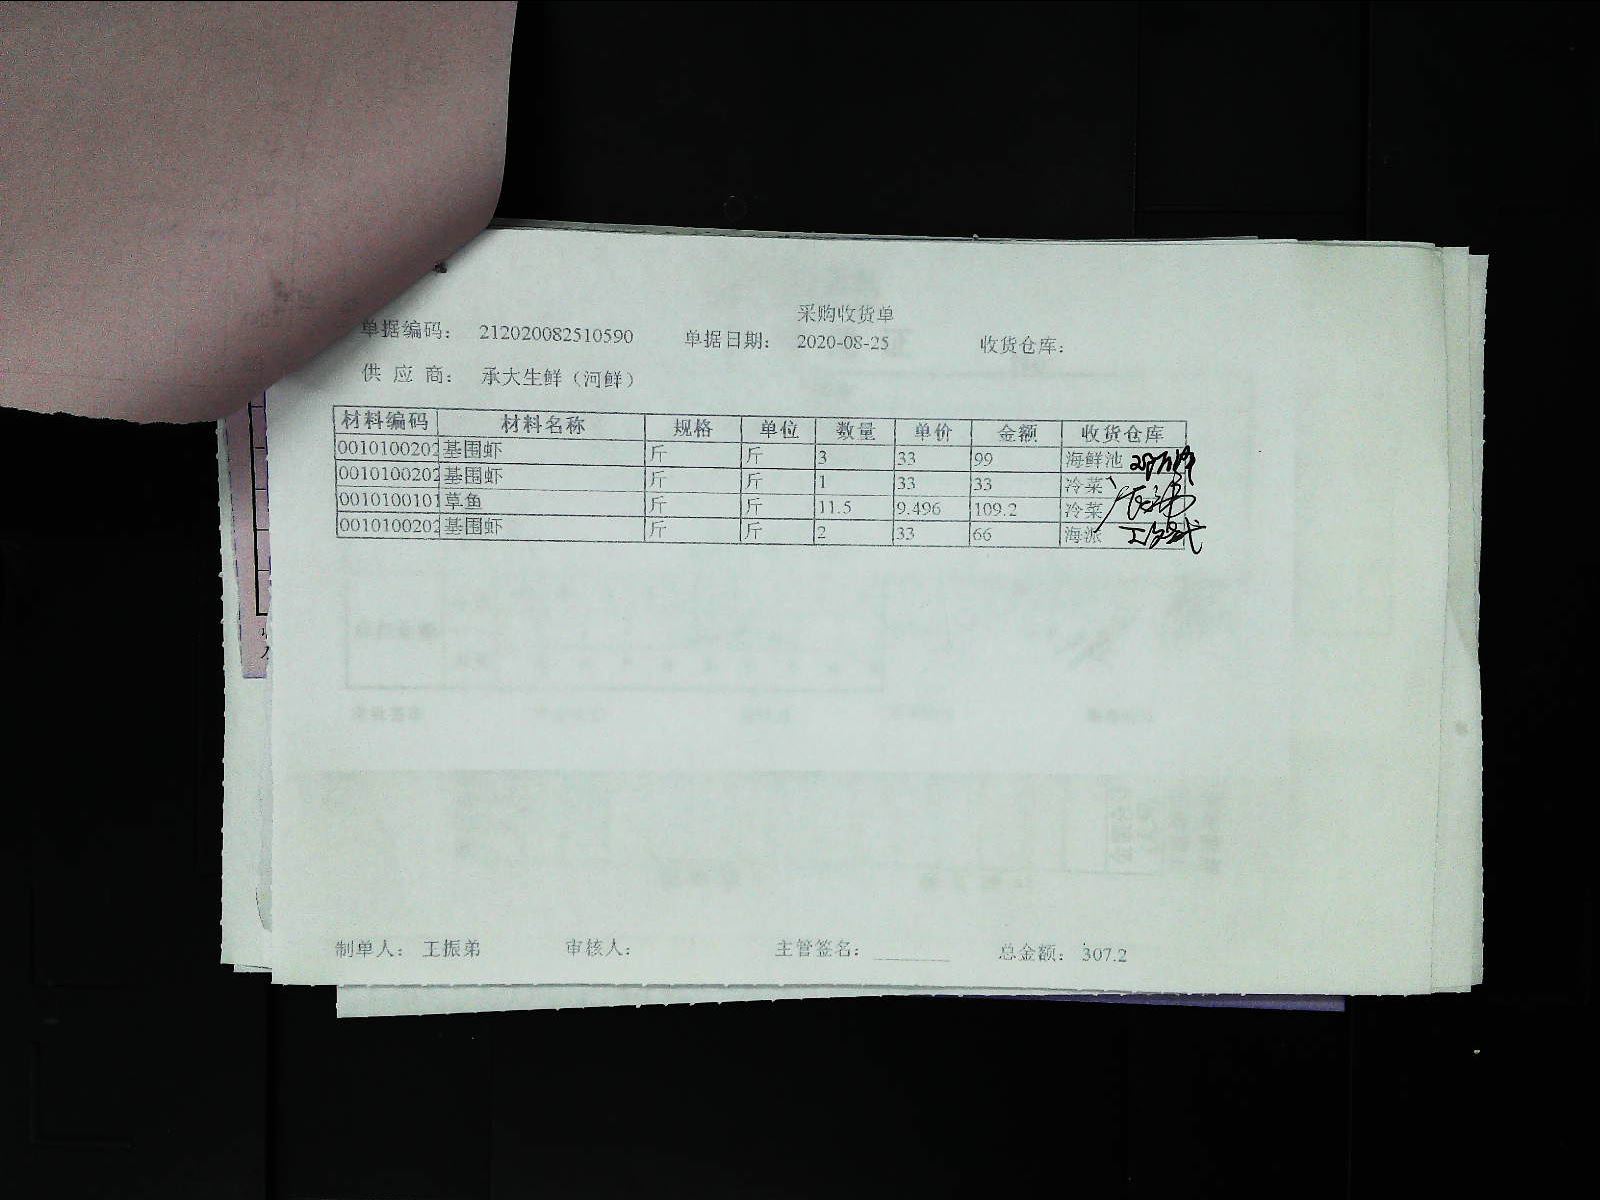 采购收货单
单据编码： 212020082510590 单据日期： 2020-08-25 收货仓库：
供 应 商： 承大生鲜（河鲜）
材料编码 材料名称 规格 单位 数量 单价 金额 收货仓库
0010100202 基围虾 斤 斤 3 33 99 海鲜池
0010100202 基围虾 斤 斤 1 33 33 冷菜
0010100101 草鱼 斤 斤 11.5 9.496 109.2 冷菜
0010100202 基围虾 斤 斤 2 33 66 海派
制单人： 王振弟 审核人： 主管签名： 总金额： 307.2